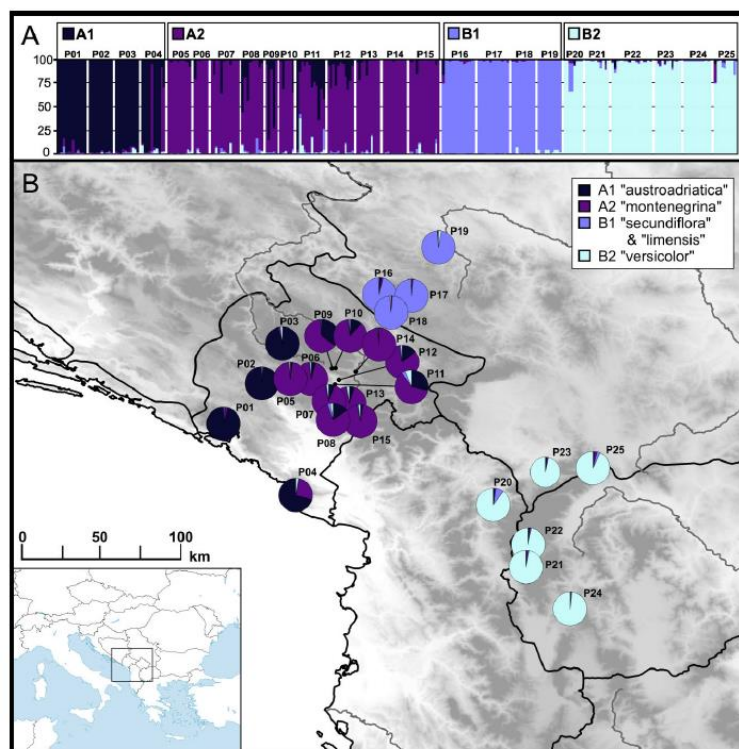 A
A1 A2 B1 B2
P01 P02 P03 P04 P05 P06 P07 P08 P09 P10 P11 P12 P13 P14 P15 P16 P17 P18 P19 P20 P21 P22 P23 P24 P25
100
75
50
25
0
B
A1 "austroadriatica"
A2 "montenegrina"
B1 "secundiflora"
& "limensis"
B2 "versicolor"
P19
P16
P17
P18
P09 P10
P03
P14
P12
P06
P02
P11
P05
P13
P01
P07
P08
P15
P23 P25
P04
P20
P22
P21
P24
0 50 100
km